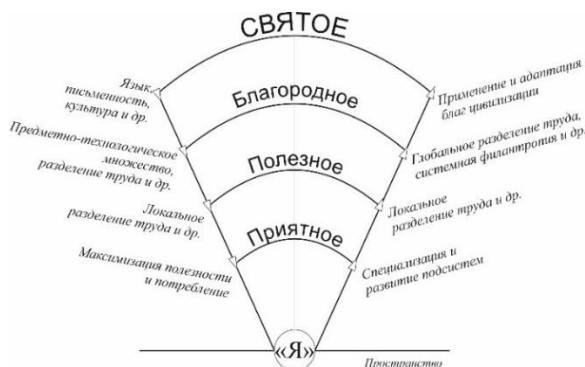 СВЯТОЕ
Язык,
письменность,
культура и др.
Применение и адаптация
благ цивилизации
Благородное
Предметно-технологическое
множество,
разделение труда и др.
Глобальное разделение труда,
системная филантропия и др.
Полезное
Локальное
разделение труда и др.
Локальное
разделение труда и др.
Приятное
Максимизация полезности
и потребление
Специализация и
развитие подсистем
«Я»
Пространство